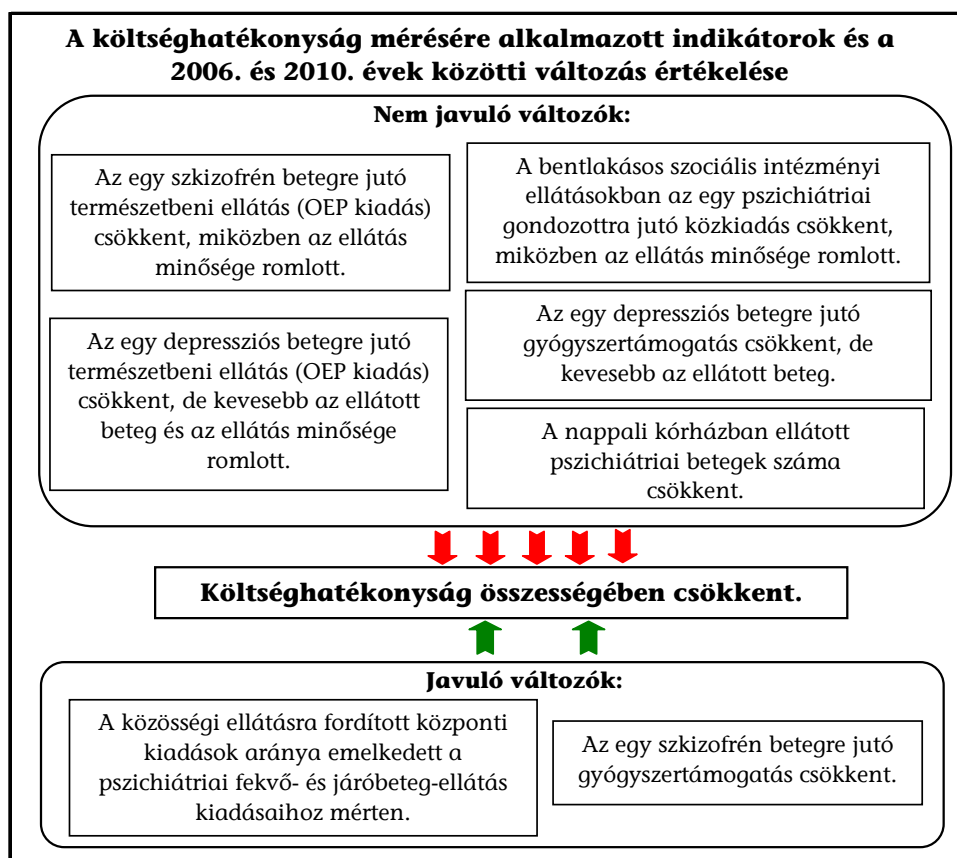 A költséghatékonyság mérésére alkalmazott indikátorok és a
2006. és 2010. évek közötti változás értékelése
Nem javuló változók:
Az egy szkizofrén betegre jutó
természetbeni ellátás (OEP kiadás)
csökkent, miközben az ellátás
minősége romlott.
Az egy depressziós betegre jutó
természetbeni ellátás (OEP kiadás)
csökkent, de kevesebb az ellátott
beteg és az ellátás minősége
romlott.
A bentlakásos szociális intézményi
ellátásokban az egy pszichiátriai
gondozottra jutó közkiadás csökkent,
miközben az ellátás minősége romlott.
Az egy depressziós betegre jutó
gyógyszertámogatás csökkent, de
kevesebb az ellátott beteg.
A nappali kórházban ellátott
pszichiátriai betegek száma
csökkent.
Költséghatékonyság összességében csökkent.
Javuló változók:
A közösségi ellátásra fordított központi
kiadások aránya emelkedett a
pszichiátriai fekvő- és járóbeteg-ellátás
kiadásaihoz mérten.
Az egy szkizofrén betegre jutó
gyógyszertámogatás csökkent.